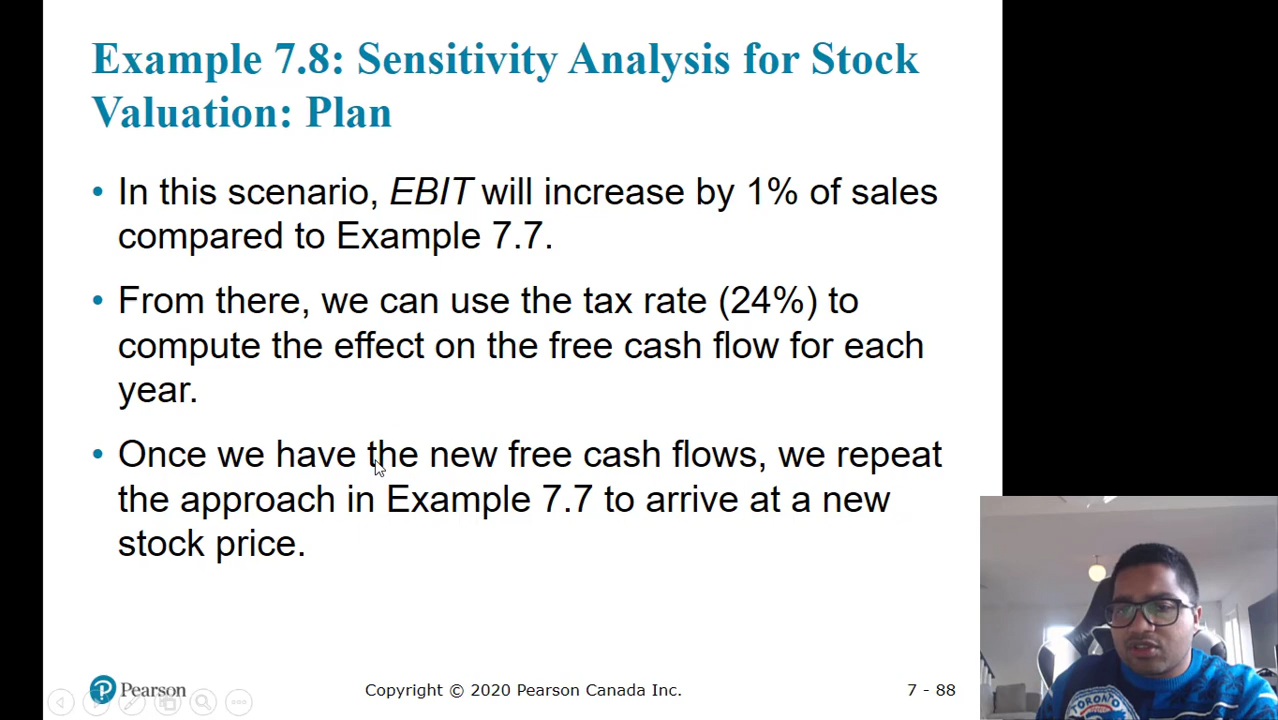 Example 7.8: Sensitivity Analysis for Stock
Valuation: Plan
• In this scenario, EBIT will increase by 1% of sales
compared to Example 7.7.
• From there, we can use the tax rate (24%) to
compute the effect on the free cash flow for each
year.
• Once we have the new free cash flows, we repeat
the approach in Example 7.7 to arrive at a new
stock price.
Pearson
Copyright © 2020 Pearson Canada Inc.
7 - 88
TORONTO